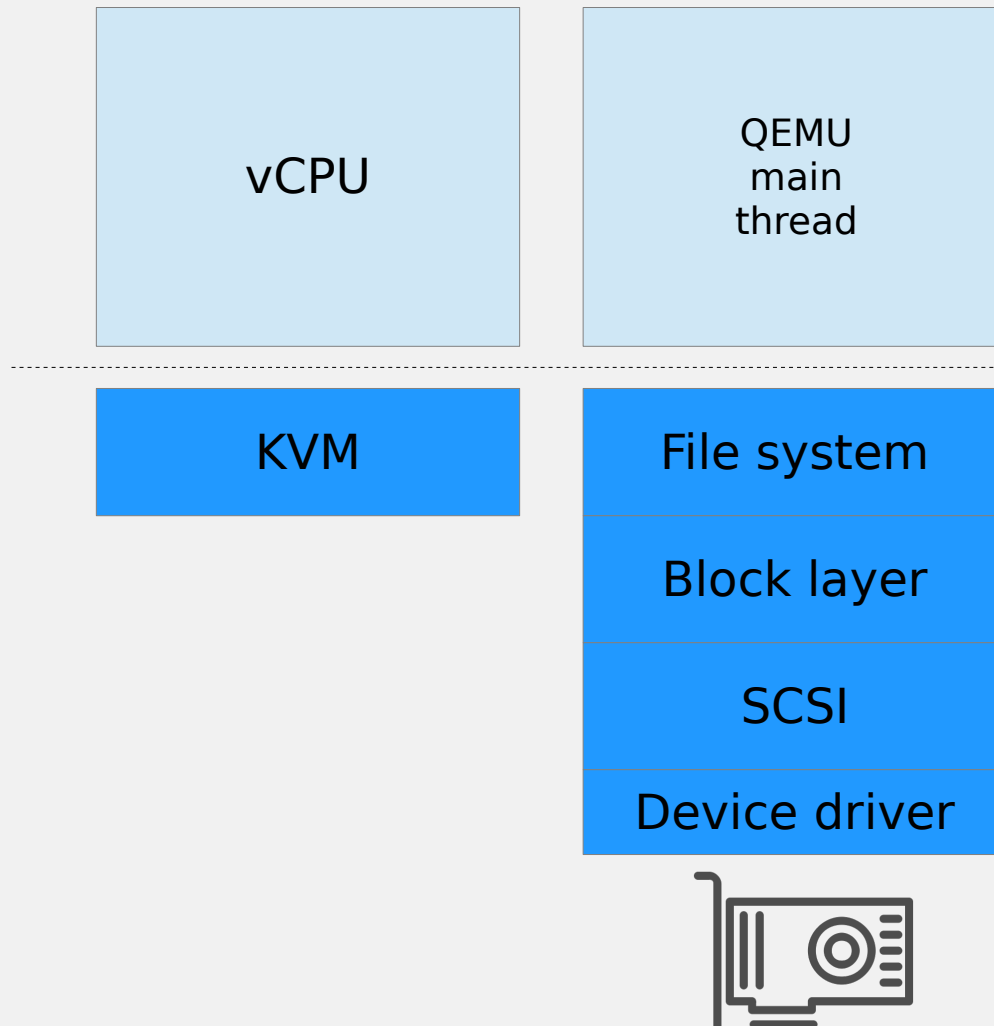 vCPU
QEMU
main
thread
KVM
File system
Block layer
SCSI
Device driver